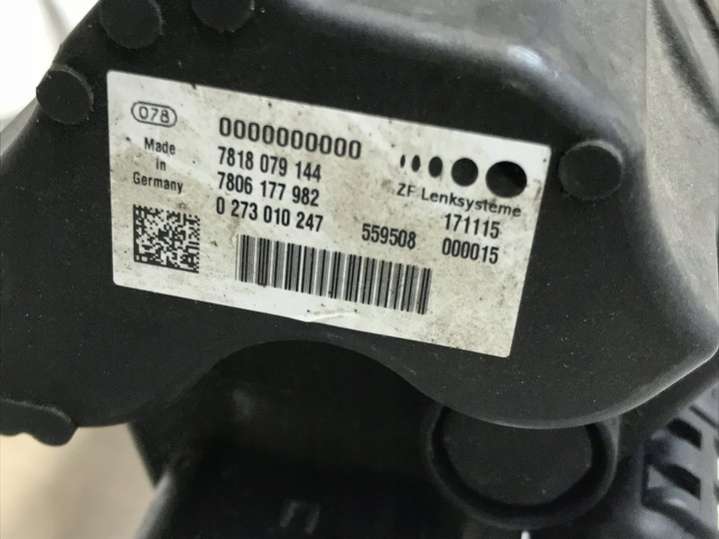 078
Made
in
Germany
0000000000
7818 079 144
7806 177 982
0 273 010 247
559508
ZF Lenksysteme
171115
000015